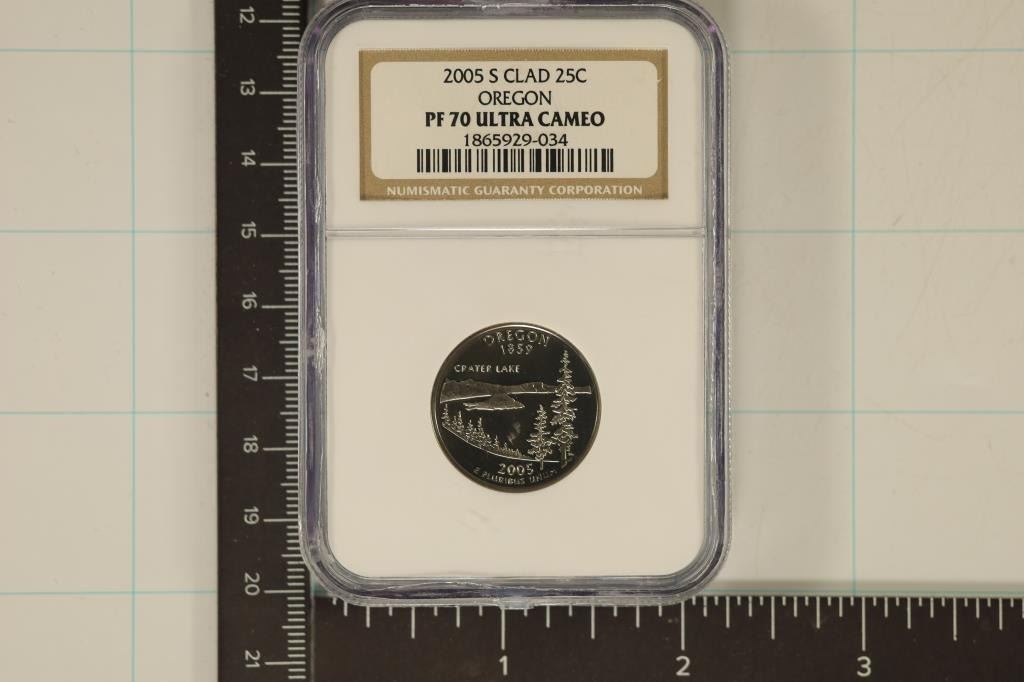 2005 S CLAD 25C
OREGON
PF 70 ULTRA CAMEO
1865929-034
NUMISMATIC GUARANTY CORPORATION
OREGON
1859
CRATER LAKE
2005
E PLURIBUS UNUM
12
13
14
15
16
17
18
19
20
21
1 2 3